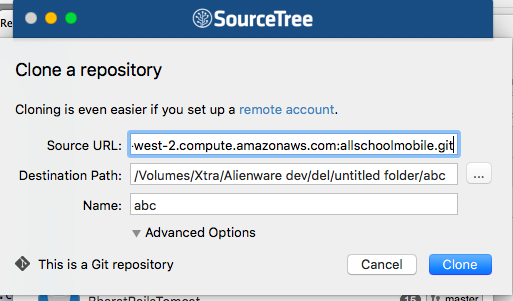 Re
SourceTree
Clone a repository
Cloning is even easier if you set up a remote account.
Source URL: -west-2.compute.amazonaws.com:allschoolmobile.git
Destination Path: /Volumes/Xtra/Alienware dev/del/untitled folder/abc ...
Name: abc
Advanced Options
This is a Git repository Cancel Clone
15 master